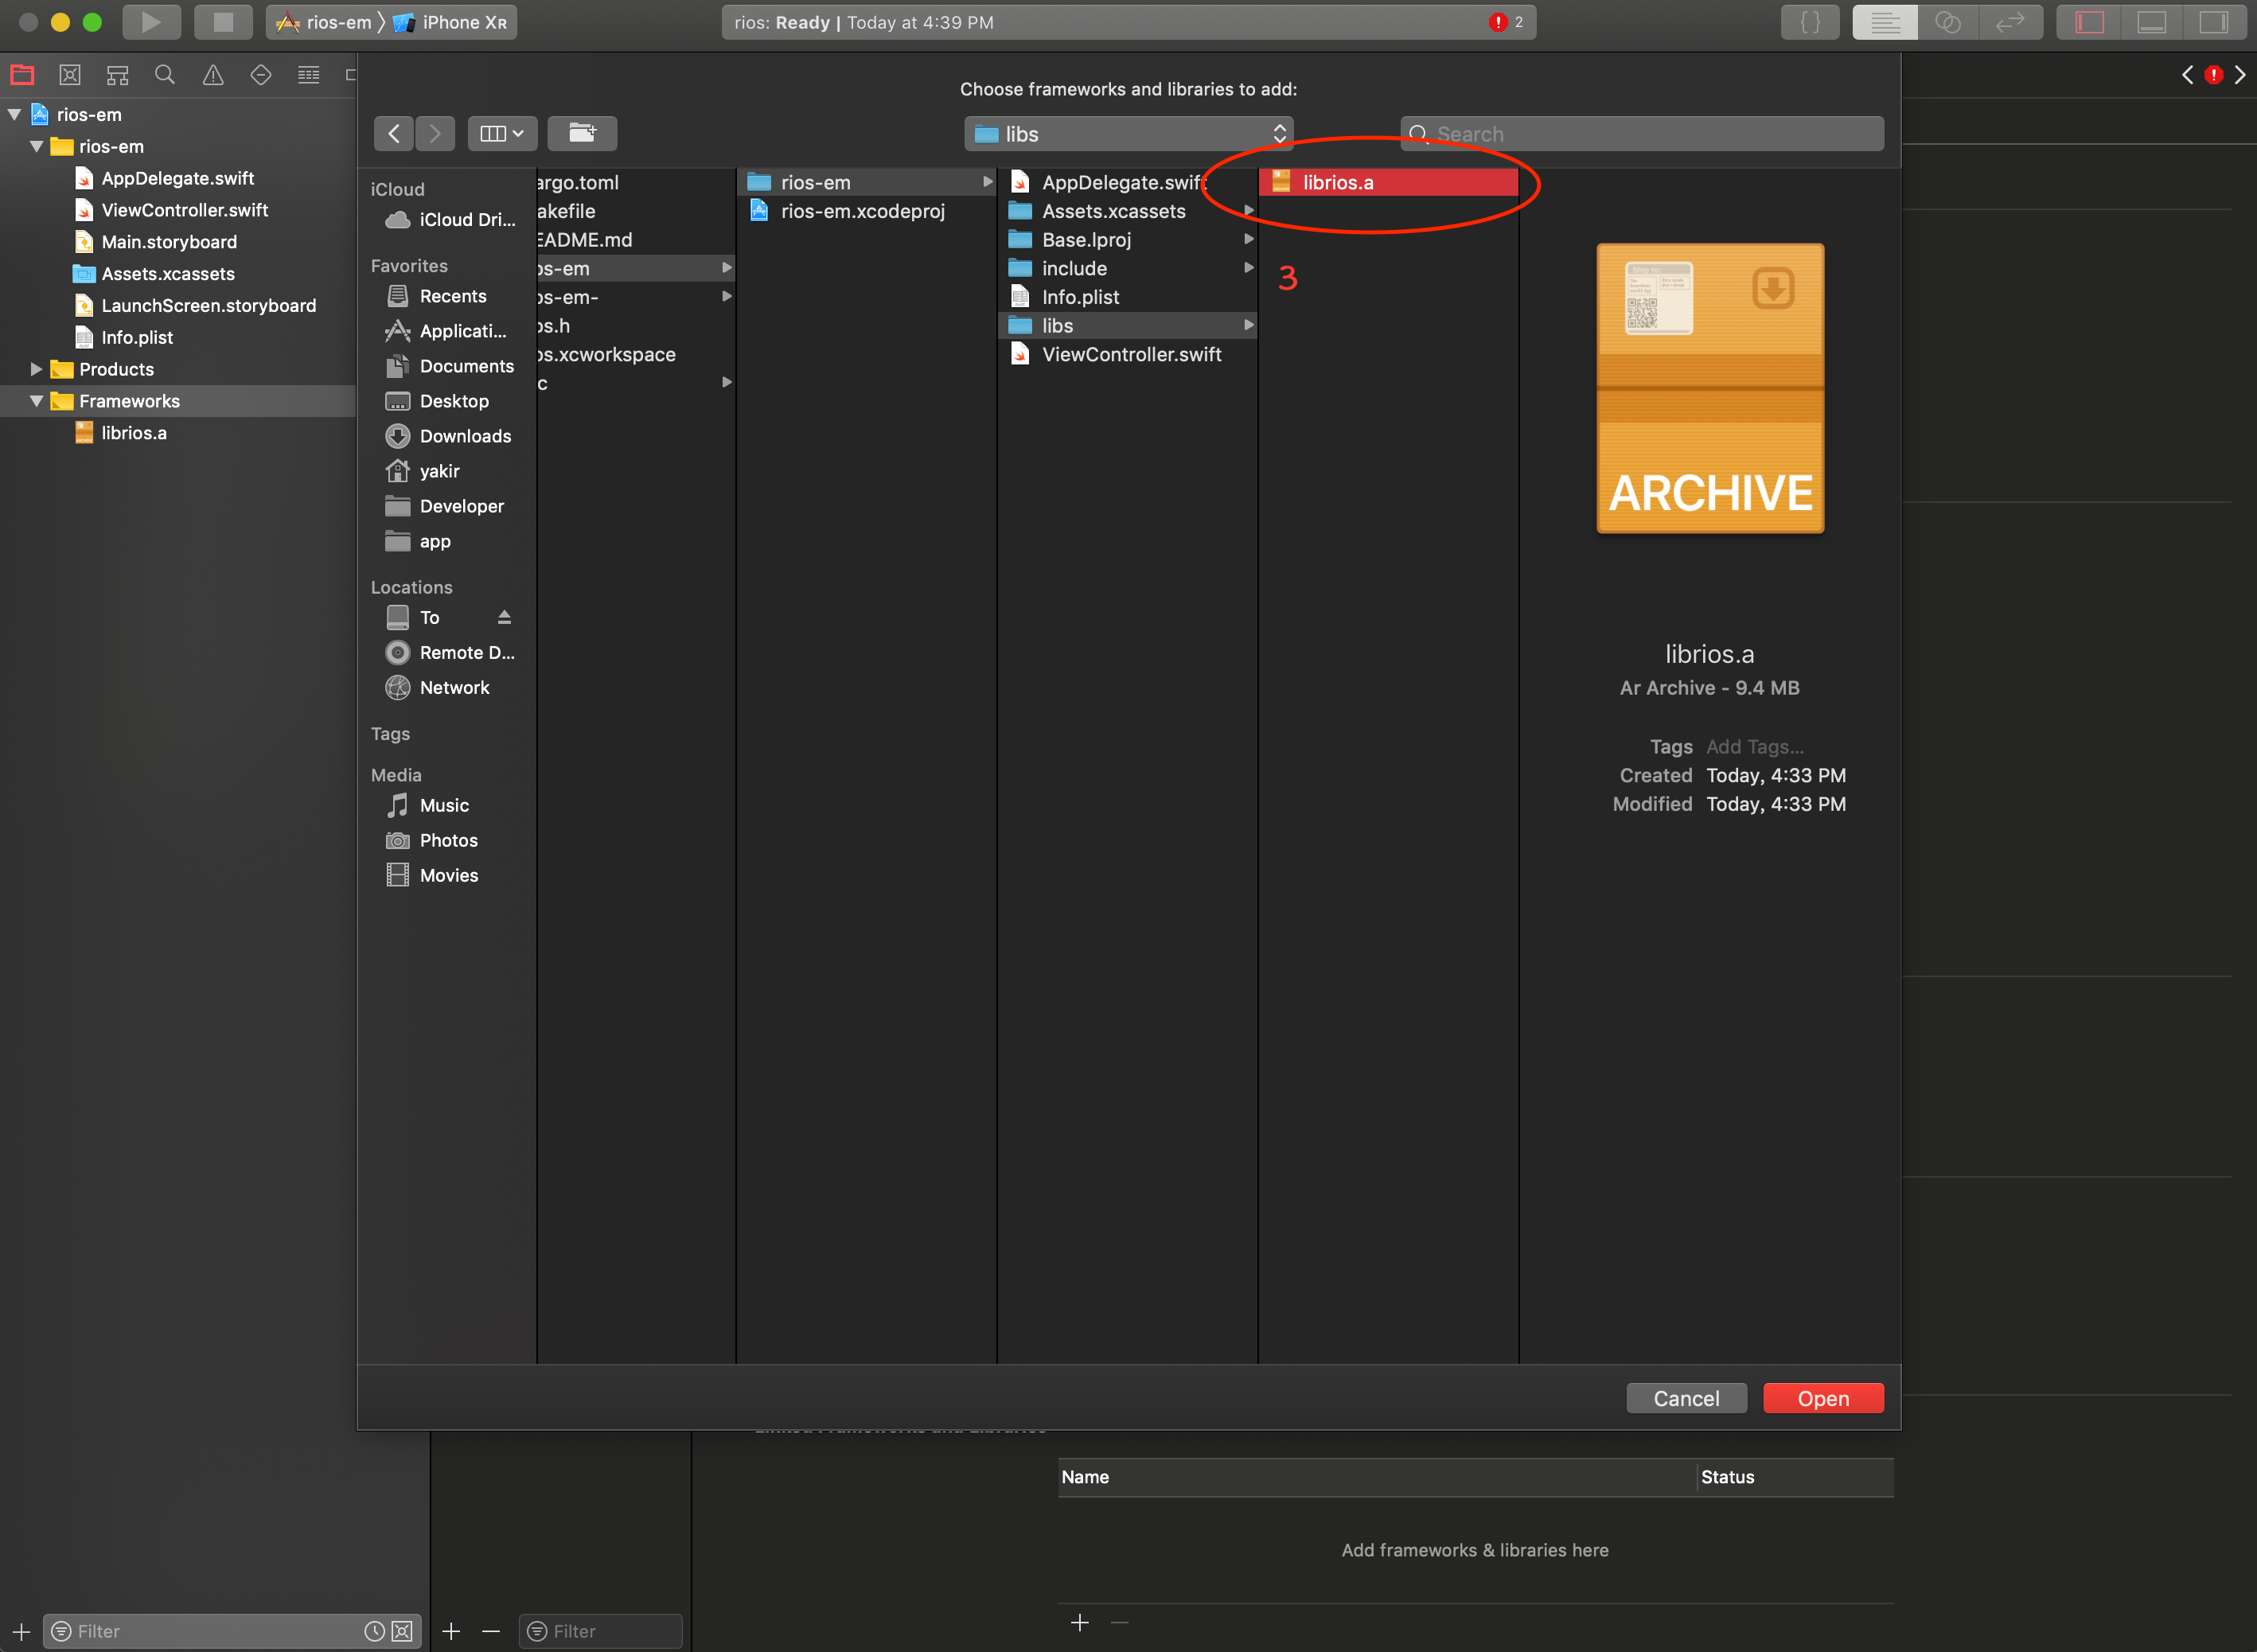 rios-em
iPhone XR
rios: Ready | Today at 4:39 PM
2
Choose frameworks and libraries to add:
libs
Search
rios-em
rios-em
AppDelegate.swift
ViewController.swift
Main.storyboard
Assets.xcassets
LaunchScreen.storyboard
Info.plist
Products
Frameworks
librios.a
iCloud
iCloud Dri...
Favorites
Recents
Applicati...
Documents
Desktop
Downloads
yakir
Developer
app
Locations
To
Remote D...
Network
Tags
Media
Music
Photos
Movies
argo.toml
akefile
EADME.md
os-em
os-em-
os.h
os.xcworkspace
c
rios-em
rios-em.xcodeproj
AppDelegate.swift
Assets.xcassets
Base.lproj
include
Info.plist
libs
ViewController.swift
librios.a
3
Ship to:
ARCHIVE
librios.a
Ar Archive - 9.4 MB
Tags Add Tags...
Created Today, 4:33 PM
Modified Today, 4:33 PM
Cancel
Open
Linked Frameworks and Libraries
Name
Status
Add frameworks & libraries here
Filter
Filter